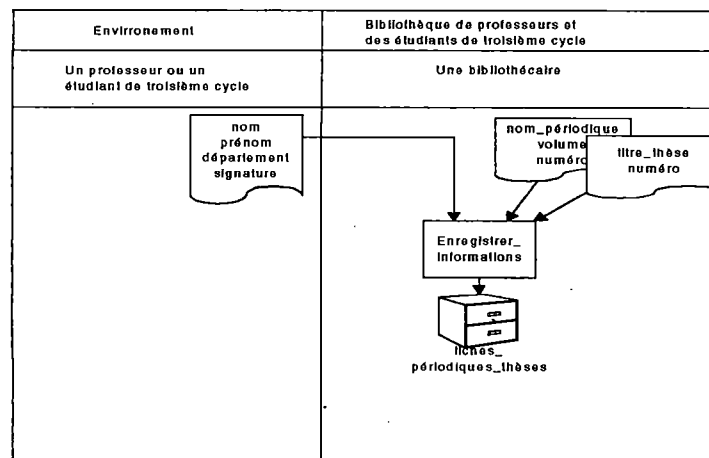 Envirronement
Bibliothèque de professeurs et
des étudiants de troisième cycle
Un professeur ou un
étudiant de troisième cycle
Une bibliothécaire
nom
prénom
département
signature
nom_périodique
volume
numéro
titre_thèse
numéro
Enregistrer_
Informations
fiches_
périodiques_thèses